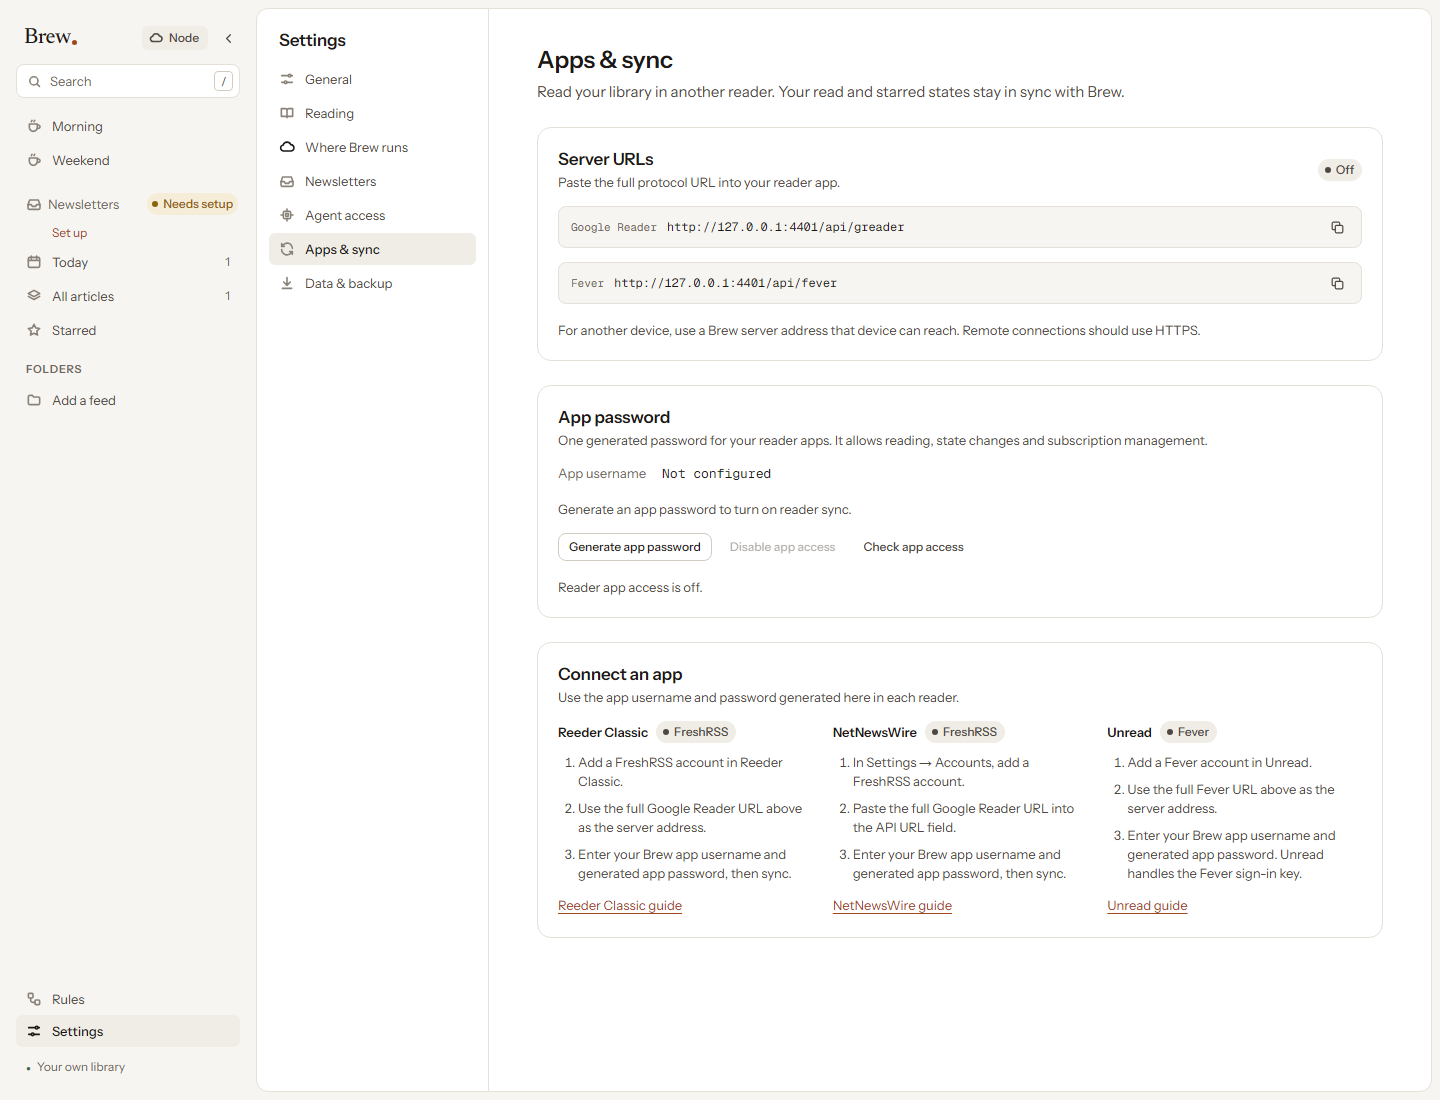 Brew.
Node
Search
/
Morning
Weekend
Newsletters
Needs setup
Set up
Today
1
All articles
1
Starred
FOLDERS
Add a feed
Rules
Settings
Your own library
Settings
General
Reading
Where Brew runs
Newsletters
Agent access
Apps & sync
Data & backup
Apps & sync
Read your library in another reader. Your read and starred states stay in sync with Brew.
Server URLs
Paste the full protocol URL into your reader app.
Off
Google Reader http://127.0.0.1:4401/api/greader
Fever http://127.0.0.1:4401/api/fever
For another device, use a Brew server address that device can reach. Remote connections should use HTTPS.
App password
One generated password for your reader apps. It allows reading, state changes and subscription management.
App username Not configured
Generate an app password to turn on reader sync.
Generate app password
Disable app access
Check app access
Reader app access is off.
Connect an app
Use the app username and password generated here in each reader.
Reeder Classic
FreshRSS
1. Add a FreshRSS account in Reeder
Classic.
2. Use the full Google Reader URL above
as the server address.
3. Enter your Brew app username and
generated app password, then sync.
Reeder Classic guide
NetNewsWire
FreshRSS
1. In Settings → Accounts, add a
FreshRSS account.
2. Paste the full Google Reader URL into
the API URL field.
3. Enter your Brew app username and
generated app password, then sync.
NetNewsWire guide
Unread
Fever
1. Add a Fever account in Unread.
2. Use the full Fever URL above as the
server address.
3. Enter your Brew app username and
generated app password. Unread
handles the Fever sign-in key.
Unread guide